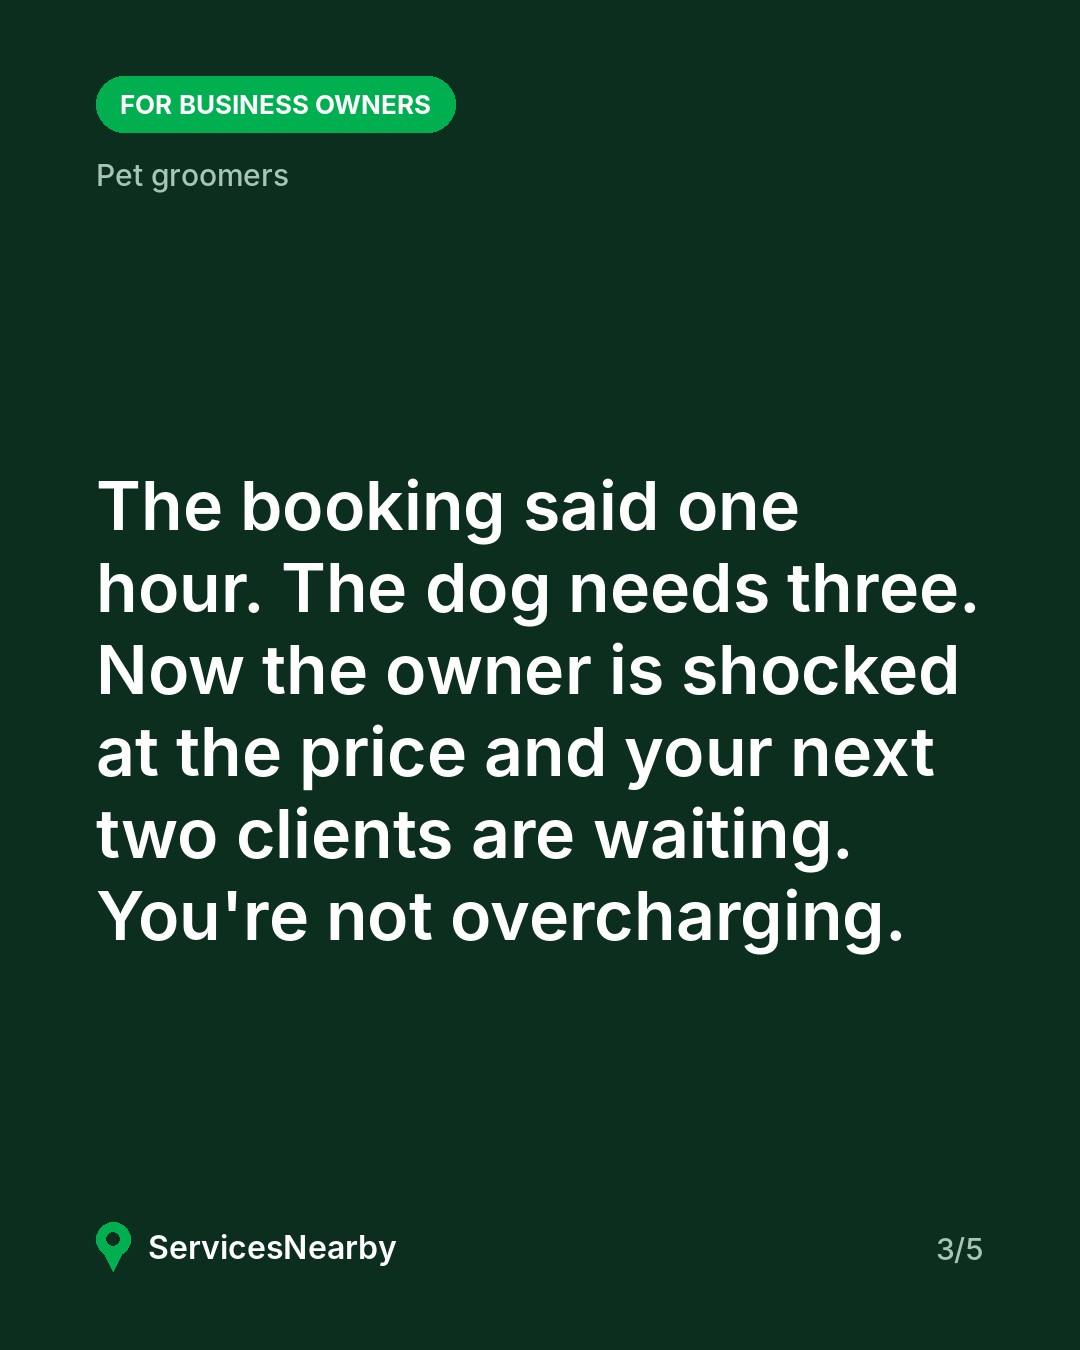 FOR BUSINESS OWNERS
Pet groomers
The booking said one
hour. The dog needs three.
Now the owner is shocked
at the price and your next
two clients are waiting.
You're not overcharging.
ServicesNearby
3/5